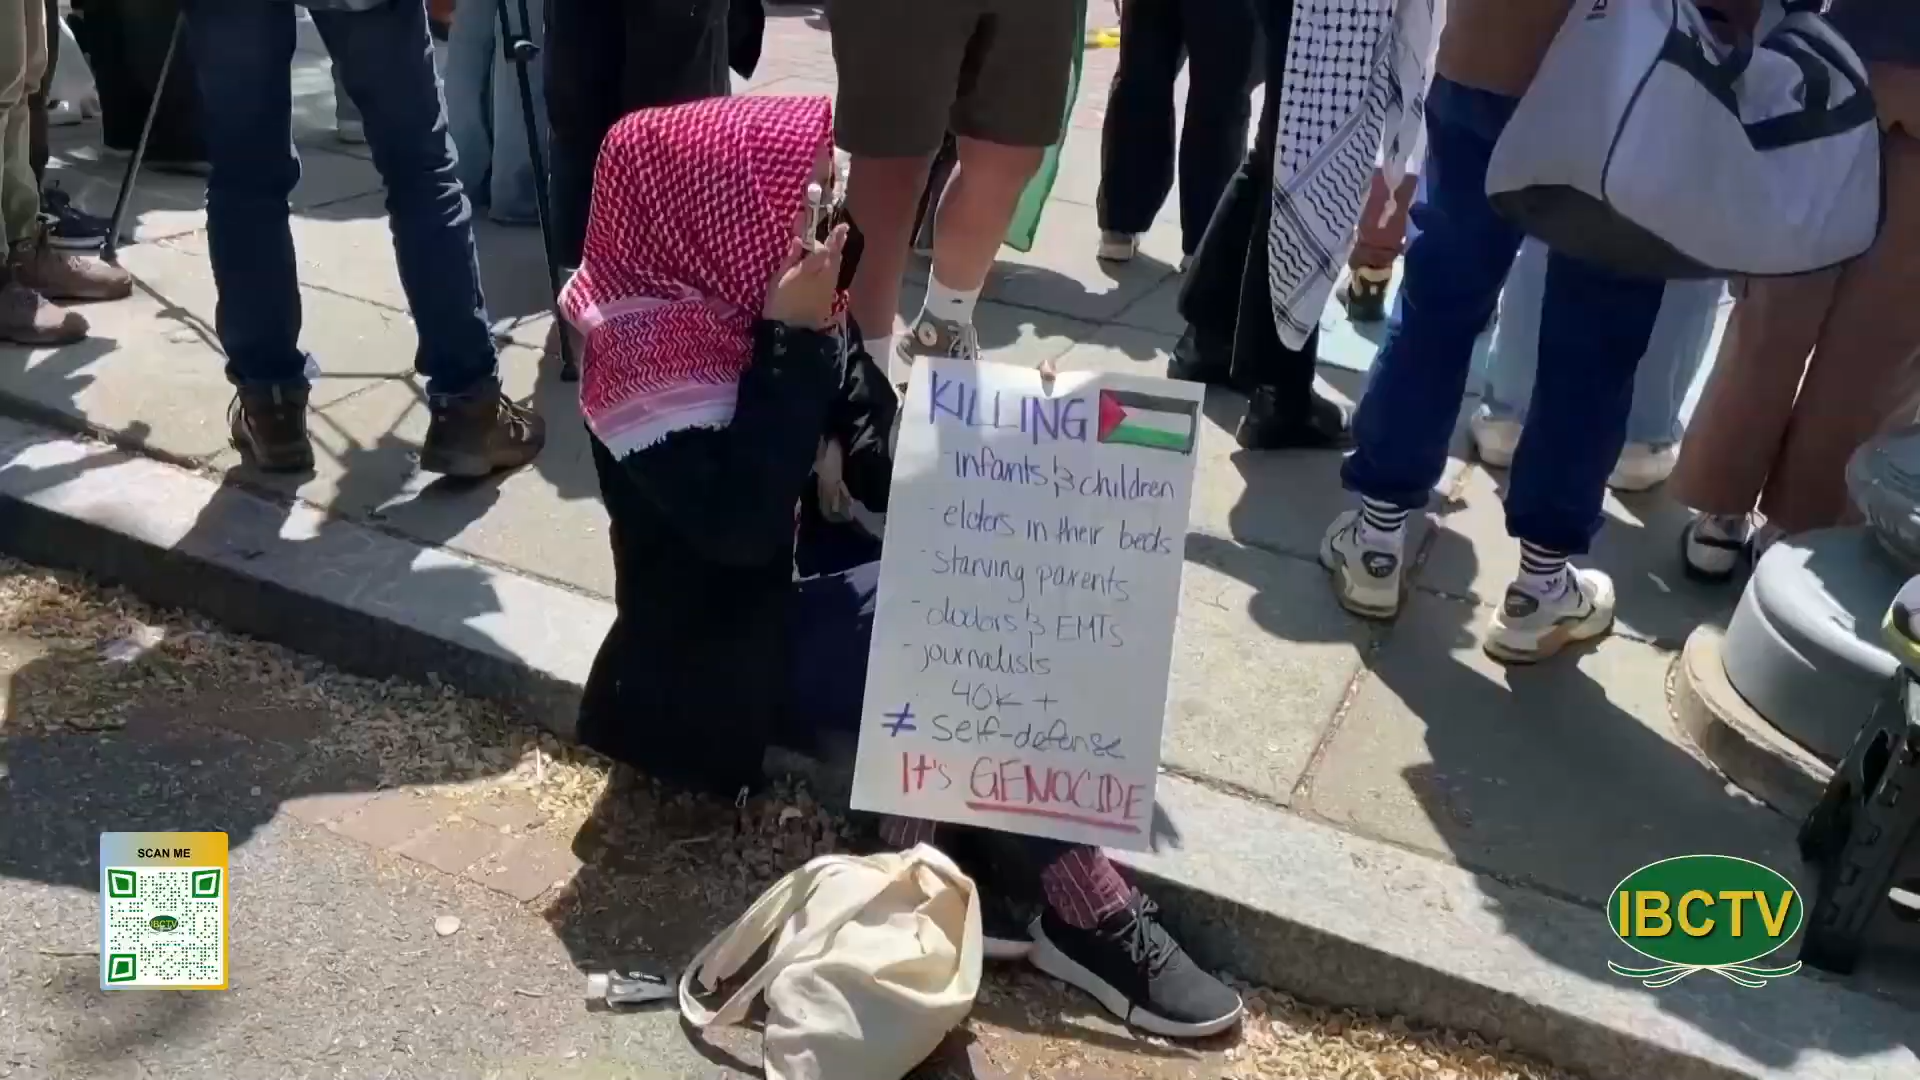 KILLING
- infants & children
- elders in their beds
- starving parents
- doctors & EMTs
- journalists
40k +
≠ self-defense
It's GENOCIDE
SCAN ME
IBCTV
IBCTV